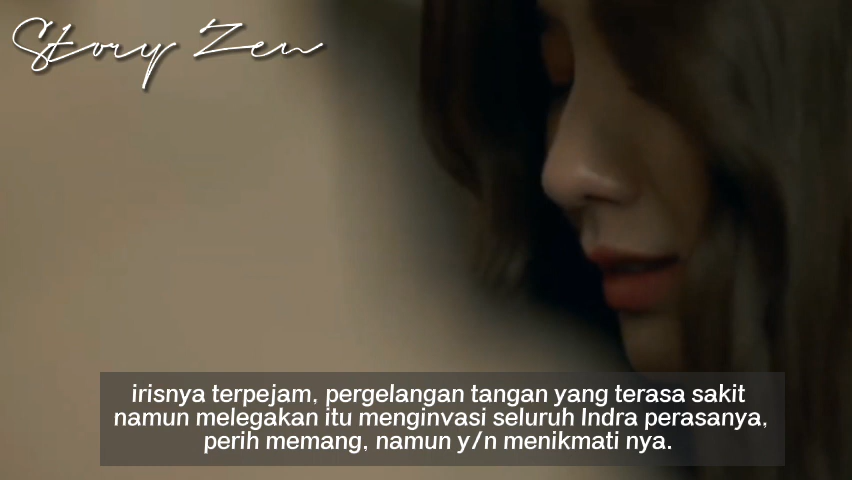 Story Zen
irisnya terpejam, pergelangan tangan yang terasa sakit
namun melegakan itu menginvasi seluruh Indra perasanya,
perih memang, namun y/n menikmati nya.